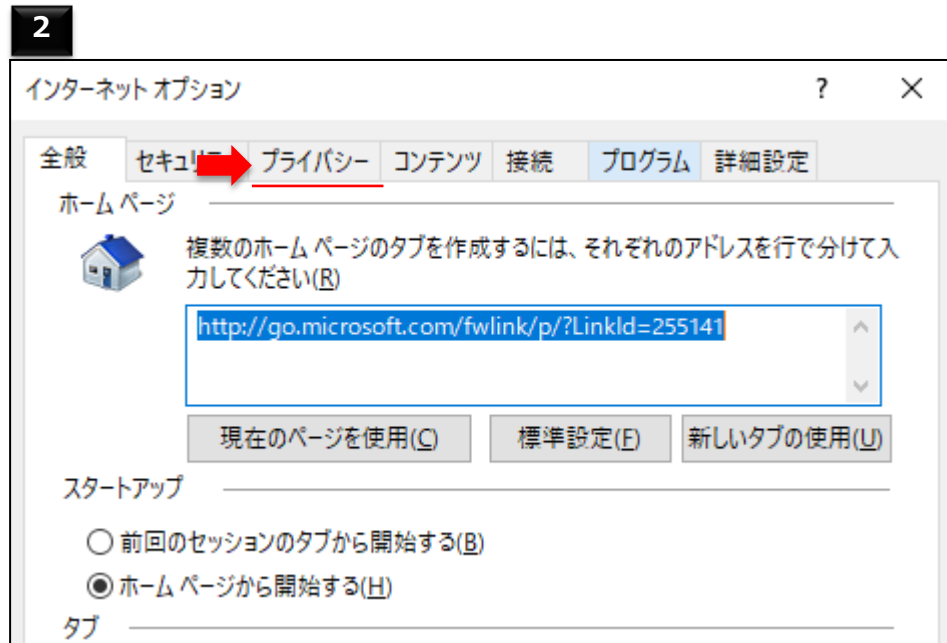 2
インターネット オプション ? ×
全般 セキュリ プライバシー コンテンツ 接続 プログラム 詳細設定
ホーム ページ
複数のホーム ページのタブを作成するには、それぞれのアドレスを行で分けて入
力してください(R)
http://go.microsoft.com/fwlink/p/?LinkId=255141
現在のページを使用(C) 標準設定(F) 新しいタブの使用(U)
スタートアップ
前回のセッションのタブから開始する(B)
ホーム ページから開始する(H)
タブ